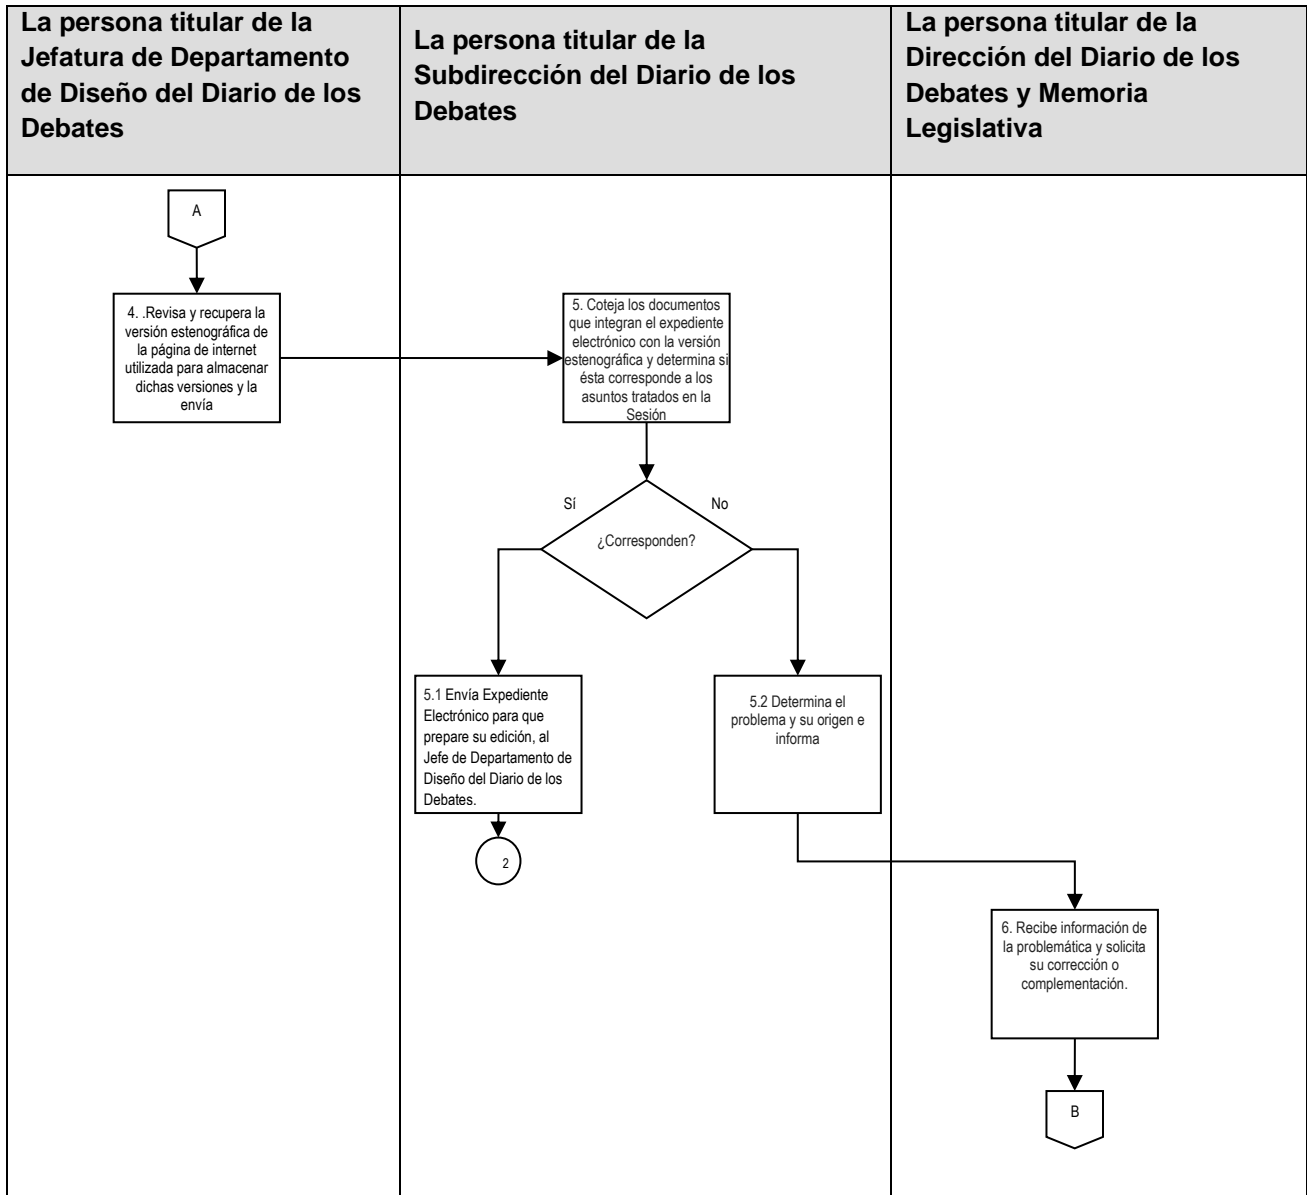 La persona titular de la
Jefatura de Departamento
de Diseño del Diario de los
Debates
La persona titular de la
Subdirección del Diario de los
Debates
La persona titular de la
Dirección del Diario de los
Debates y Memoria
Legislativa
A
4. .Revisa y recupera la
versión estenográfica de
la página de internet
utilizada para almacenar
dichas versiones y la
envía
5. Coteja los documentos
que integran el expediente
electrónico con la versión
estenográfica y determina si
ésta corresponde a los
asuntos tratados en la
Sesión
Sí
No
¿Corresponden?
5.1 Envía Expediente
Electrónico para que
prepare su edición, al
Jefe de Departamento de
Diseño del Diario de los
Debates.
5.2 Determina el
problema y su origen e
informa
2
6. Recibe información de
la problemática y solicita
su corrección o
complementación.
B